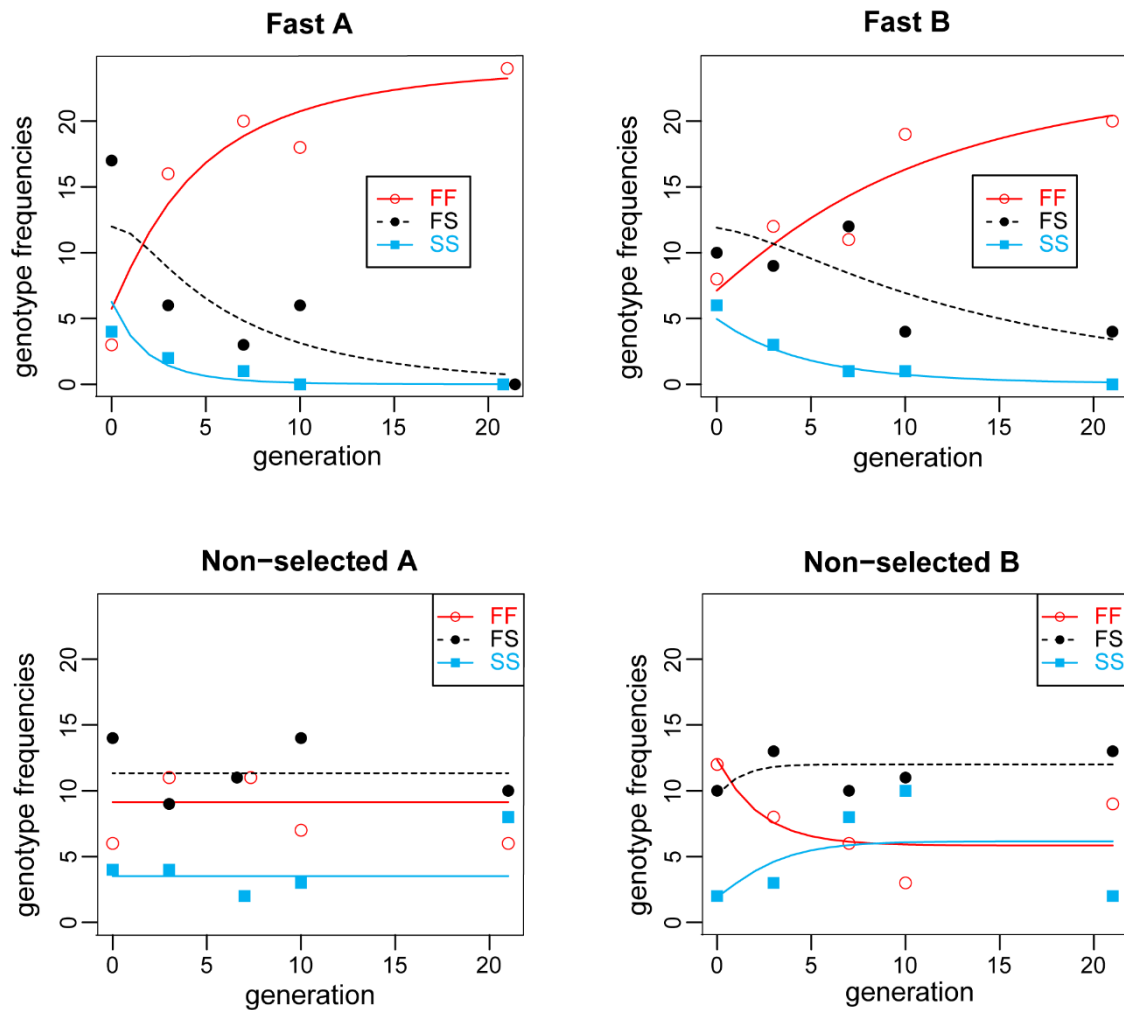 Fast A
genotype frequencies
20
15
10
5
0
FF
FS
SS
0 5 10 15 20
generation
Fast B
genotype frequencies
20
15
10
5
0
FF
FS
SS
0 5 10 15 20
generation
Non−selected A
genotype frequencies
20
15
10
5
0
FF
FS
SS
0 5 10 15 20
generation
Non−selected B
genotype frequencies
20
15
10
5
0
FF
FS
SS
0 5 10 15 20
generation